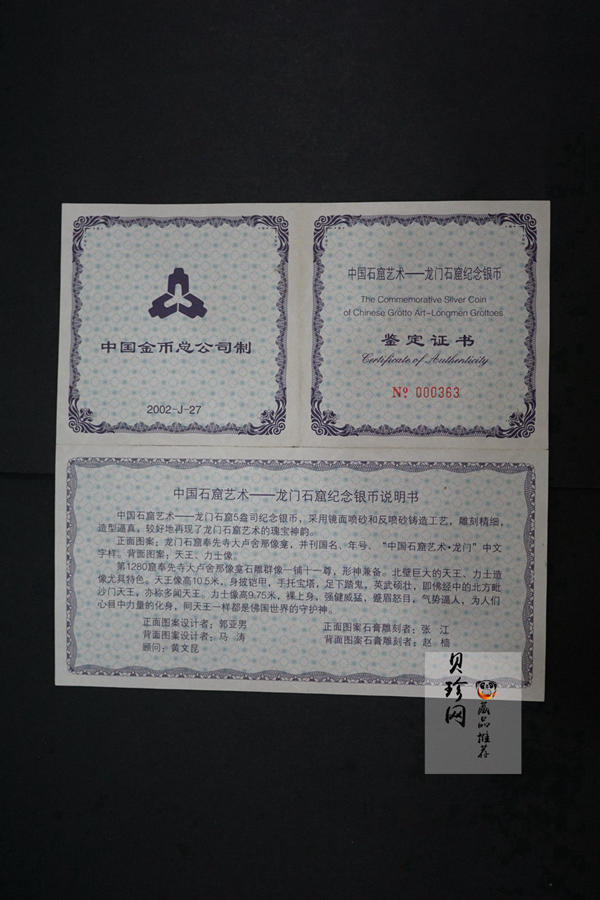 中国金币总公司制
2002-J-27
中国石窟艺术——龙门石窟纪念银币
The Commemorative Silver Coin
of Chinese Grotto Art-Longmen Grottoes
鉴定证书
Certificate of Authenticity
Nº 000363
中国石窟艺术——龙门石窟纪念银币说明书
中国石窟艺术——龙门石窟5盎司纪念银币，采用镜面喷砂和反喷砂铸造工艺，雕刻精细，
造型逼真，较好地再现了龙门石窟艺术的瑰宝神韵。
正面图案：龙门石窟奉先寺大卢舍那像龛，并刊国名、年号、“中国石窟艺术·龙门”中文
字样。背面图案：天王、力士像。
第1280窟奉先寺大卢舍那像龛石雕群像一铺十一尊，形神兼备。北壁巨大的天王、力士造
像尤具特色。天王像高10.5米，身披铠甲，手托宝塔，足下踏鬼，英武硕壮，即佛经中的北方毗
沙门天王，亦称多闻天王。力士像高9.75米，裸上身，强健威猛，蹙眉怒目，气势逼人，为人们
心目中力量的化身，同天王一样都是佛国世界的守护神。
正面图案设计者：郭亚男 正面图案石膏雕刻者：张 江
背面图案设计者：马 涛 背面图案石膏雕刻者：赵 樯
顾问：黄文昆
贝珍网
藏品推荐